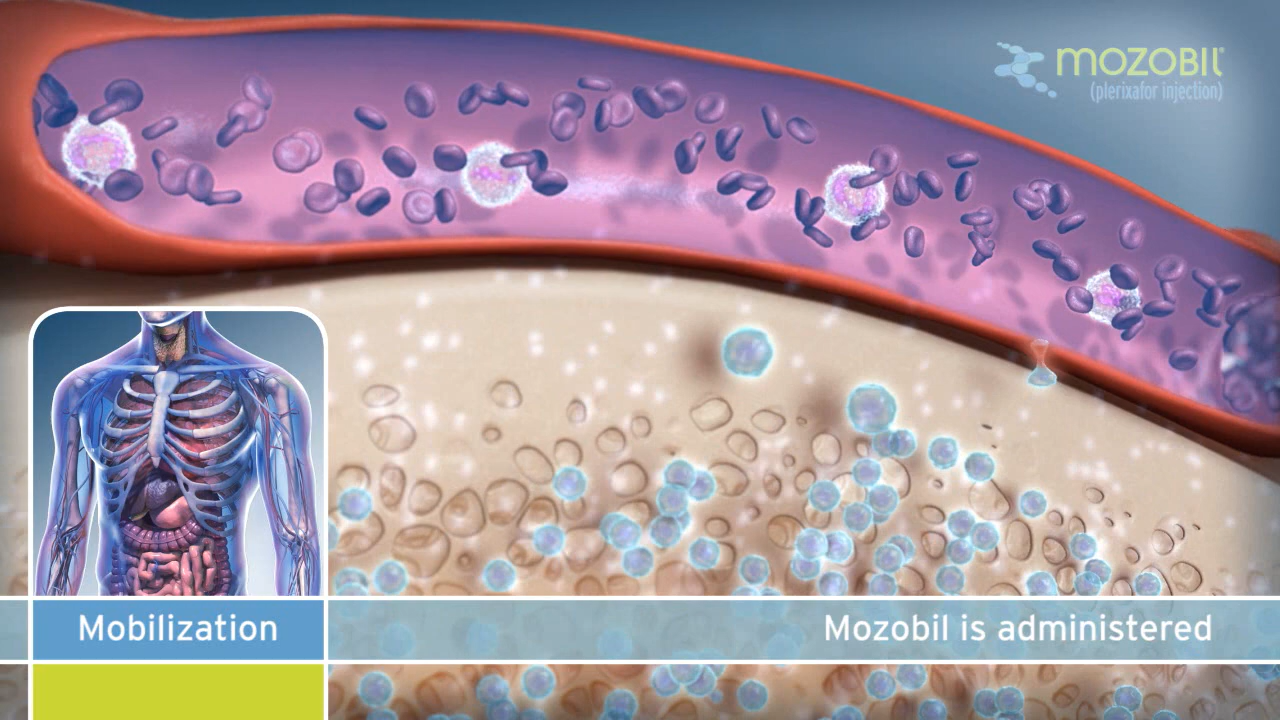 mozobil
(plerixafor injection)
Mobilization
Mozobil is administered